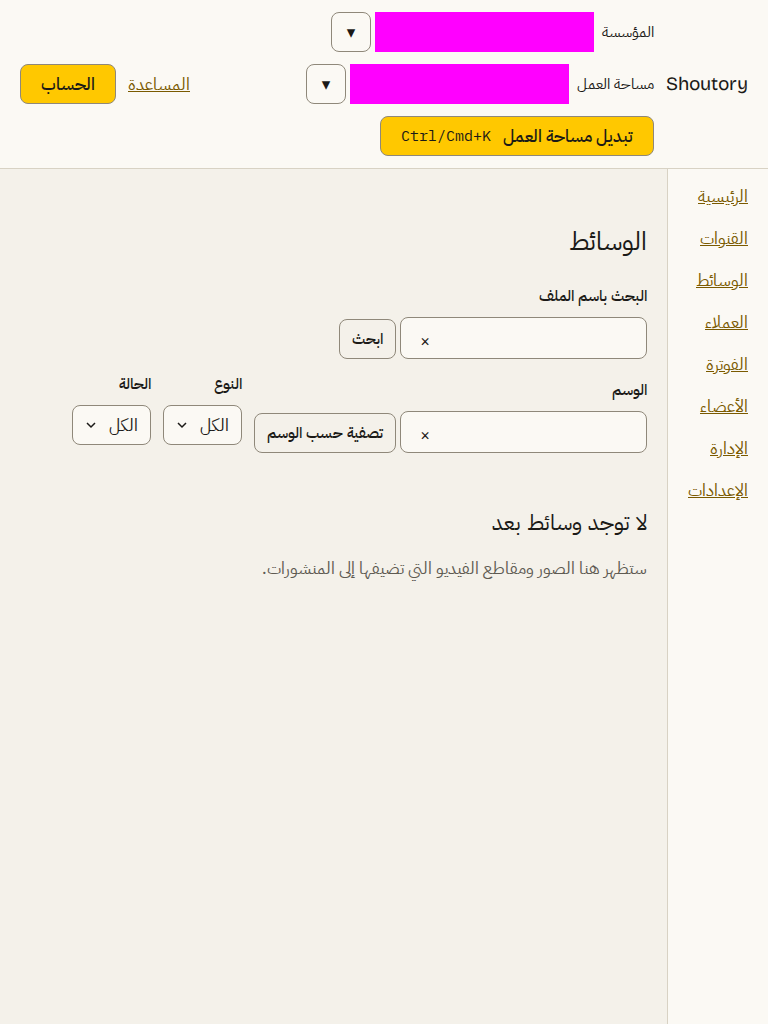 المؤسسة ▼
Shoutory مساحة العمل ▼ المساعدة الحساب
تبديل مساحة العمل Ctrl/Cmd+K
الرئيسية
القنوات
الوسائط
العملاء
الفوترة
الأعضاء
الإدارة
الإعدادات
الوسائط
البحث باسم الملف
× ابحث
الوسم
× تصفية حسب الوسم
النوع
الكل
الحالة
الكل
لا توجد وسائط بعد
ستظهر هنا الصور ومقاطع الفيديو التي تضيفها إلى المنشورات.